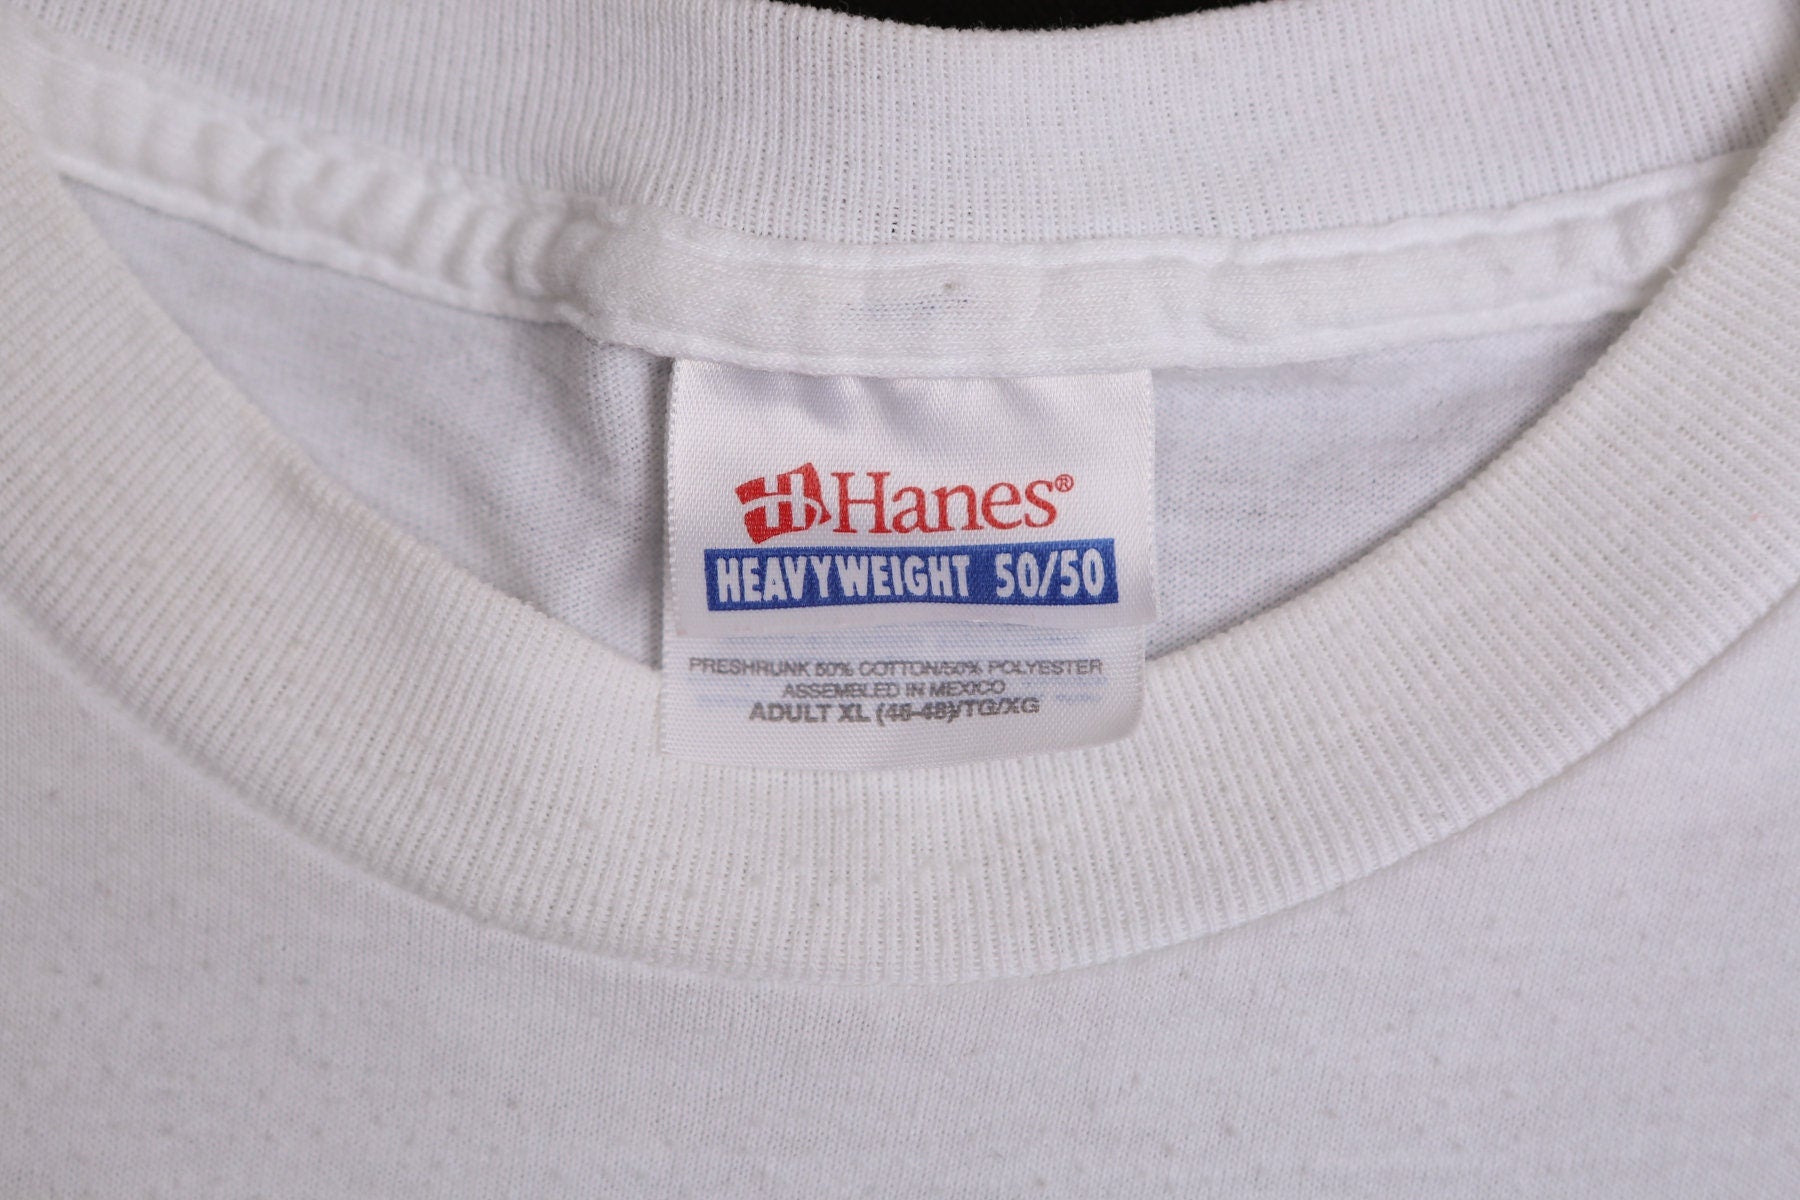 Hanes®
HEAVYWEIGHT 50/50
PRESHRUNK 50% COTTON/50% POLYESTER
ASSEMBLED IN MEXICO
ADULT XL (46-48)/TG/XG